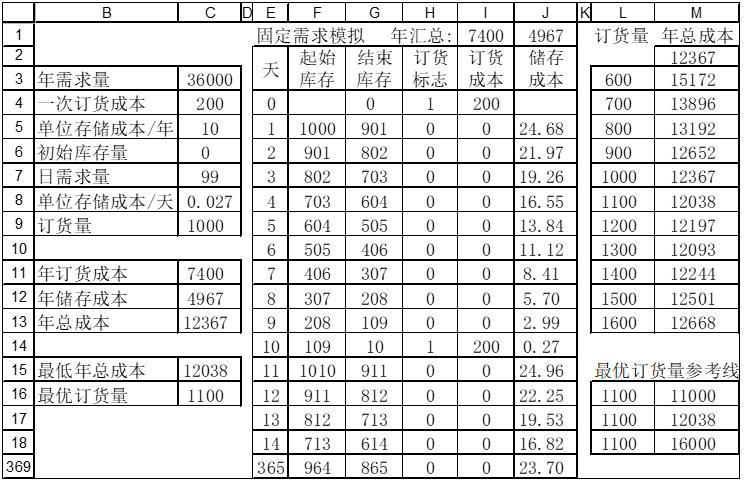 B C D E F G H I J K L M
1 固定需求模拟 年汇总: 7400 4967 订货量 年总成本
2 天 起始库存 结束库存 订货标志 订货成本 储存成本 12367
3 年需求量 36000 600 15172
4 一次订货成本 200 0 0 1 200 700 13896
5 单位存储成本/年 10 1 1000 901 0 0 24.68 800 13192
6 初始库存量 0 2 901 802 0 0 21.97 900 12652
7 日需求量 99 3 802 703 0 0 19.26 1000 12367
8 单位存储成本/天 0.027 4 703 604 0 0 16.55 1100 12038
9 订货量 1000 5 604 505 0 0 13.84 1200 12197
10 6 505 406 0 0 11.12 1300 12093
11 年订货成本 7400 7 406 307 0 0 8.41 1400 12244
12 年储存成本 4967 8 307 208 0 0 5.70 1500 12501
13 年总成本 12367 9 208 109 0 0 2.99 1600 12668
14 10 109 10 1 200 0.27
15 最低年总成本 12038 11 1010 911 0 0 24.96 最优订货量参考线
16 最优订货量 1100 12 911 812 0 0 22.25 1100 11000
17 13 812 713 0 0 19.53 1100 12038
18 14 713 614 0 0 16.82 1100 16000
369 365 964 865 0 0 23.70